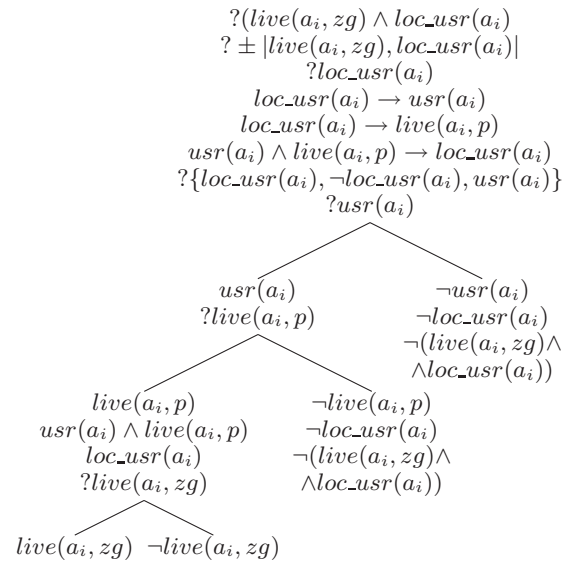 ?(live(a_i, zg) ∧ loc_usr(a_i)
? ± |live(a_i, zg), loc_usr(a_i)|
?loc_usr(a_i)
loc_usr(a_i) → usr(a_i)
loc_usr(a_i) → live(a_i, p)
usr(a_i) ∧ live(a_i, p) → loc_usr(a_i)
?{loc_usr(a_i), ¬loc_usr(a_i), usr(a_i)}
?usr(a_i)
usr(a_i)
?live(a_i, p)
¬usr(a_i)
¬loc_usr(a_i)
¬(live(a_i, zg)∧
∧loc_usr(a_i))
live(a_i, p)
usr(a_i) ∧ live(a_i, p)
loc_usr(a_i)
?live(a_i, zg)
¬live(a_i, p)
¬loc_usr(a_i)
¬(live(a_i, zg)∧
∧loc_usr(a_i))
live(a_i, zg) ¬live(a_i, zg)